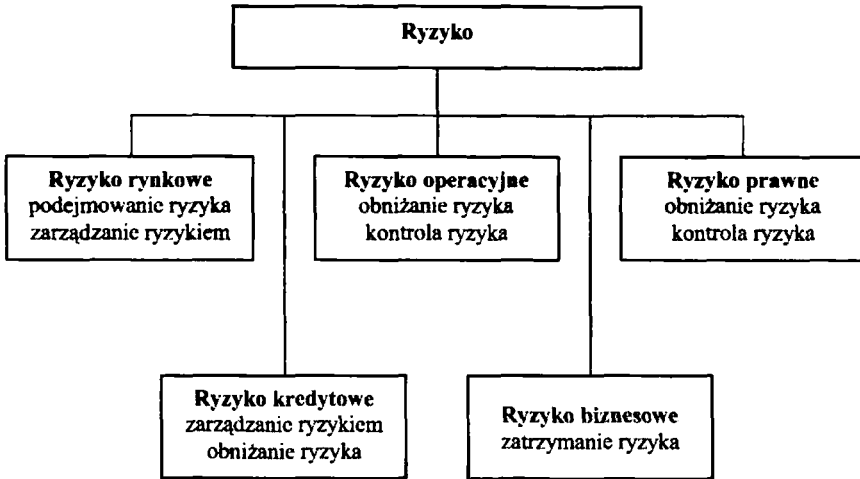 Ryzyko
Ryzyko rynkowe
podejmowanie ryzyka
zarządzanie ryzykiem
Ryzyko operacyjne
obniżanie ryzyka
kontrola ryzyka
Ryzyko prawne
obniżanie ryzyka
kontrola ryzyka
Ryzyko kredytowe
zarządzanie ryzykiem
obniżanie ryzyka
Ryzyko biznesowe
zatrzymanie ryzyka